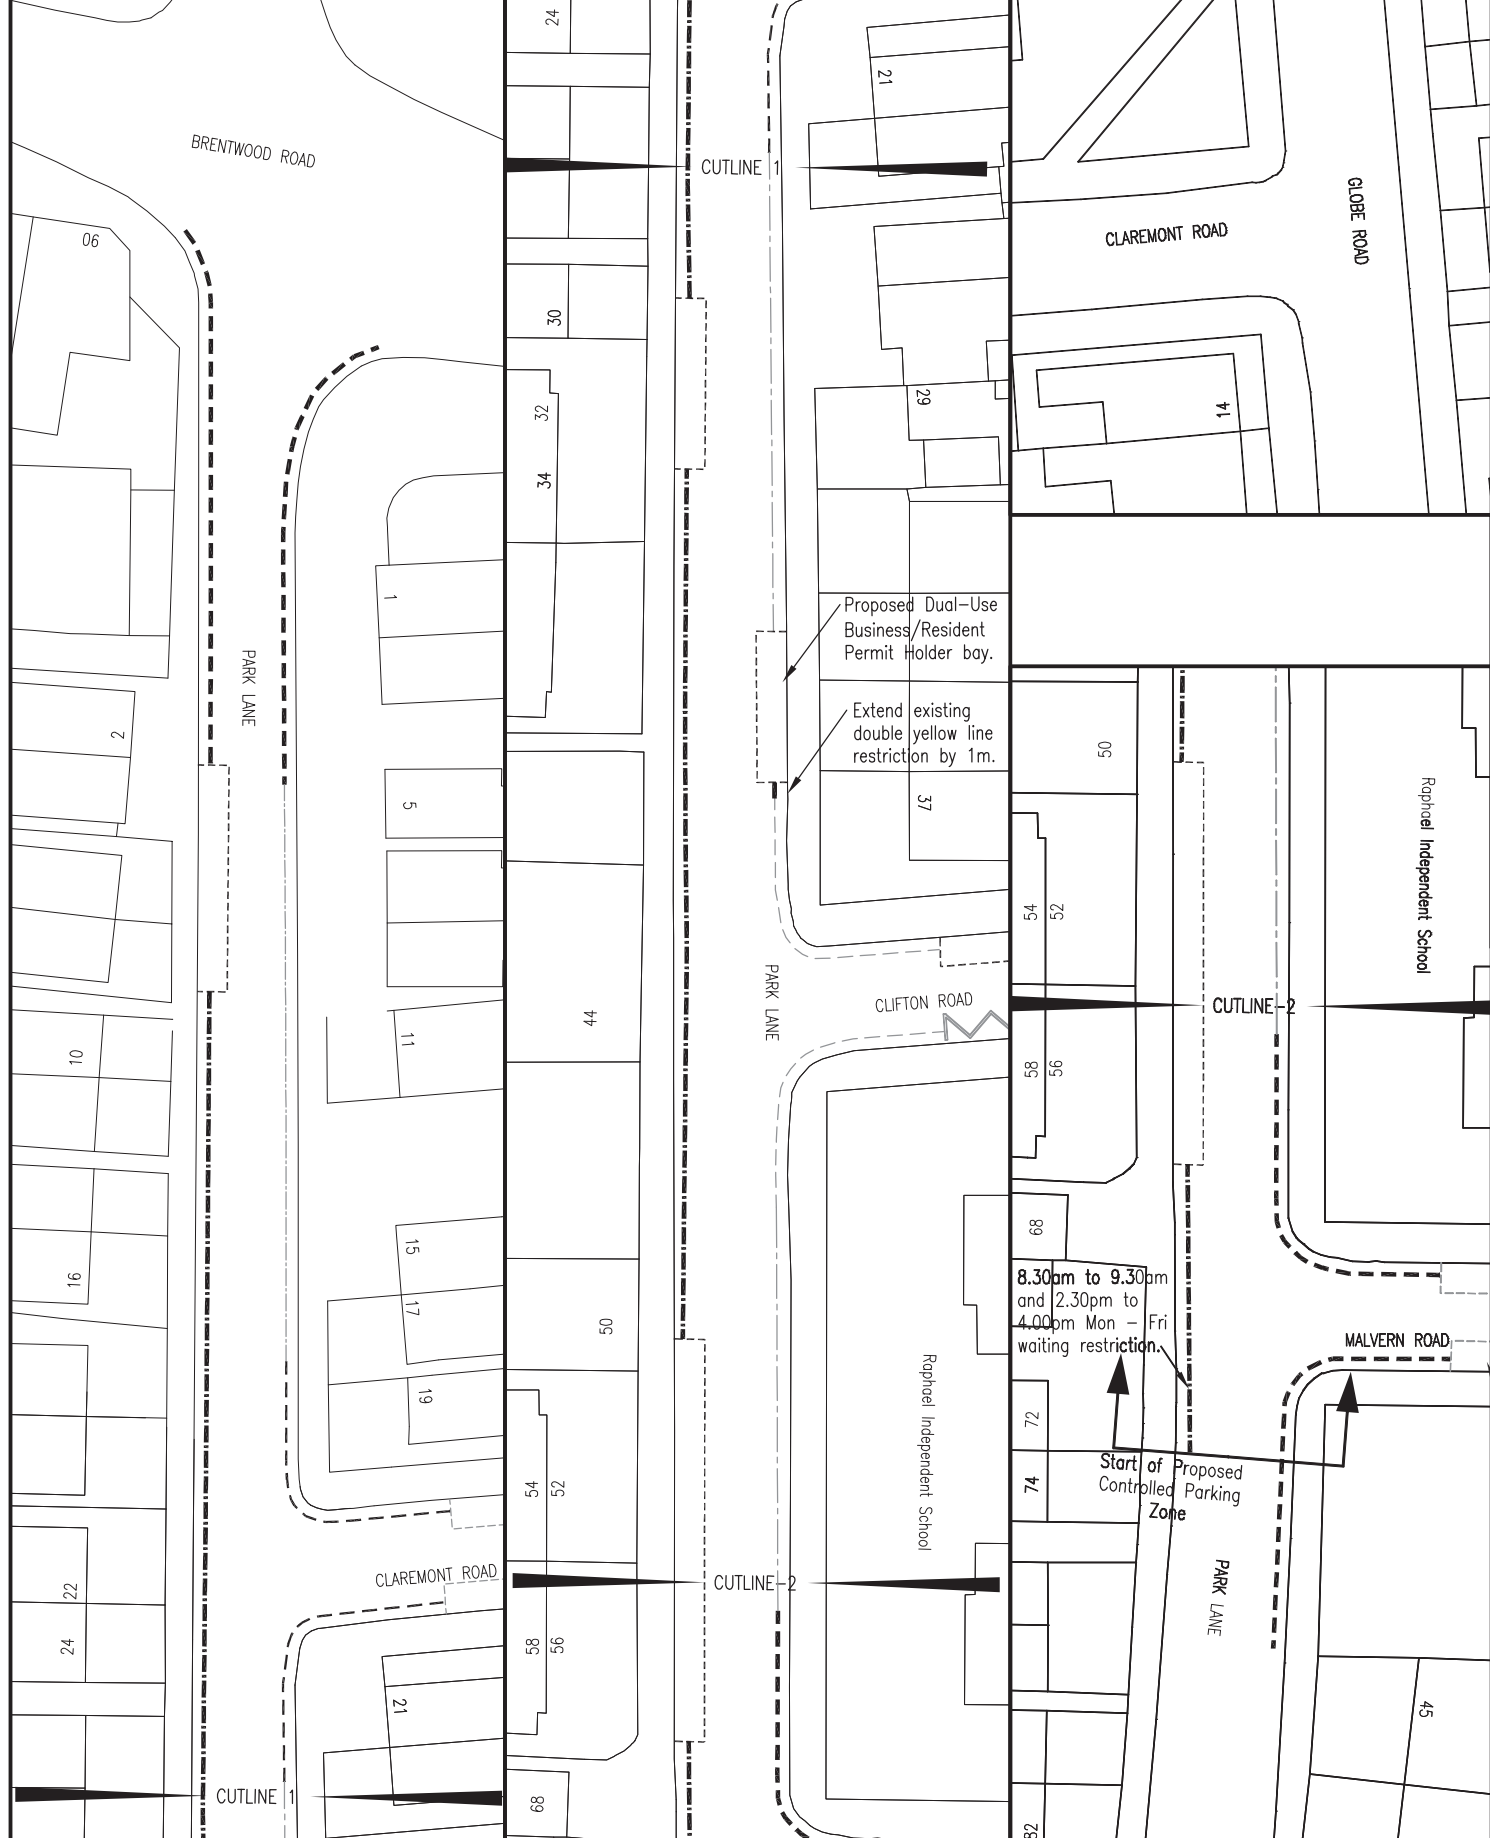 BRENTWOOD ROAD
06
PARK LANE
1
2
5
10
11
15
16
17
19
CLAREMONT ROAD
22
24
21
CUTLINE 1
24
21
CUTLINE 1
30
32
34
29
Proposed Dual-Use
Business/Resident
Permit Holder bay.
Extend existing
double yellow line
restriction by 1m.
37
PARK LANE
CLIFTON ROAD
44
50
Raphael Independent School
54
52
CUTLINE-2
58
56
68
CLAREMONT ROAD
GLOBE ROAD
14
50
Raphael Independent School
54
52
CUTLINE-2
58
56
68
8.30am to 9.30am
and 2.30pm to
4.00pm Mon - Fri
waiting restriction.
MALVERN ROAD
72
74
Start of Proposed
Controlled Parking
Zone
PARK LANE
45
82